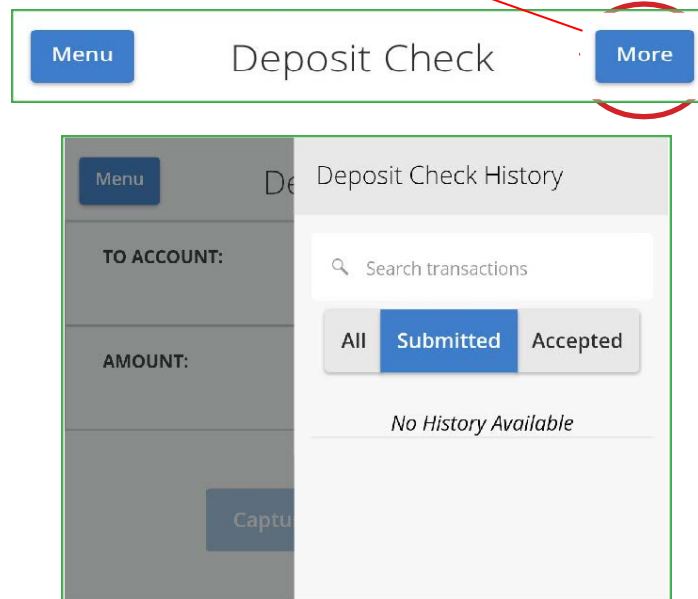 Menu Deposit Check More
Menu De
Deposit Check History
TO ACCOUNT:
Search transactions
All Submitted Accepted
AMOUNT:
No History Available
Captu